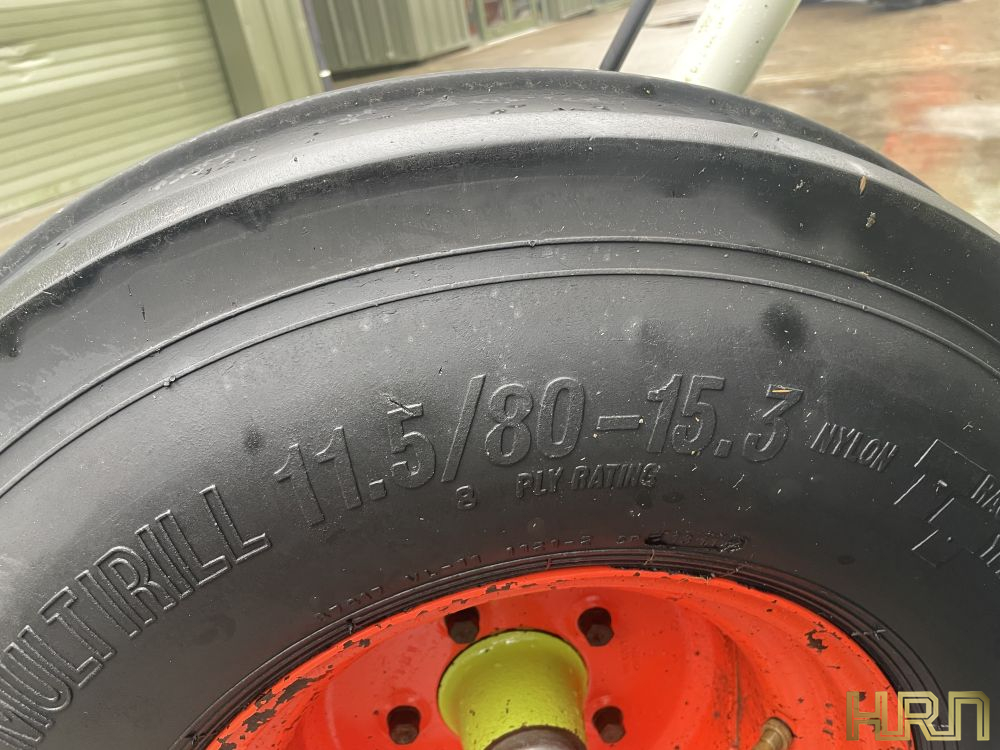 MULTIRILL 11.5/80-15.3 NYLON
8 PLY RATING
HRN